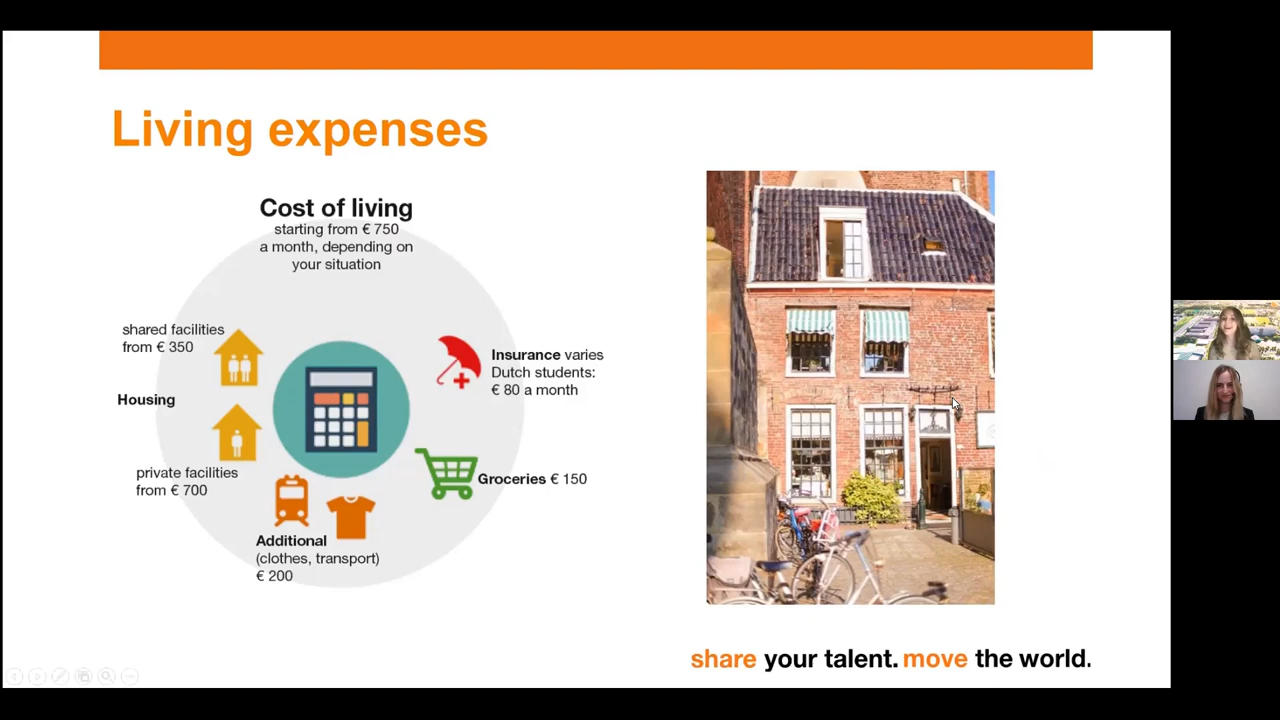 Living expenses
Cost of living
starting from € 750
a month, depending on
your situation
shared facilities
from € 350
Housing
private facilities
from € 700
Additional
(clothes, transport)
€ 200
Insurance varies
Dutch students:
€ 80 a month
Groceries € 150
share your talent. move the world.